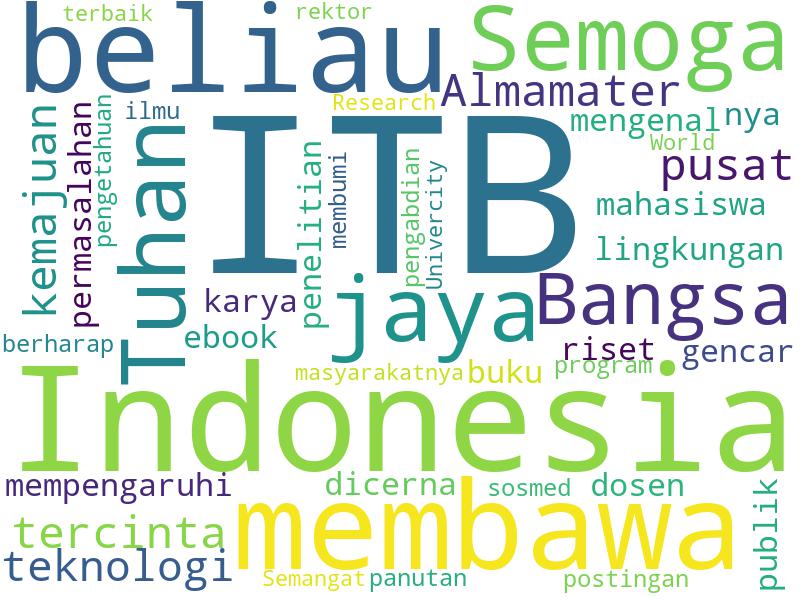 terbaik
rektor
beliau
Semoga
Almamater
kemajuan
permasalahan
pengetahuan
ilmu
Tuhan
ITB
Research
mengenal
nya
World
pusat
penelitian
membumi
pengabdian
Univercity
mahasiswa
lingkungan
karya
jaya
Bangsa
ebook
berharap
riset
gencar
masyarakatnya
buku
program
Indonesia
mempengaruhi
dicerna
sosmed
dosen
publik
tercinta
membawa
teknologi
Semangat
panutan
postingan